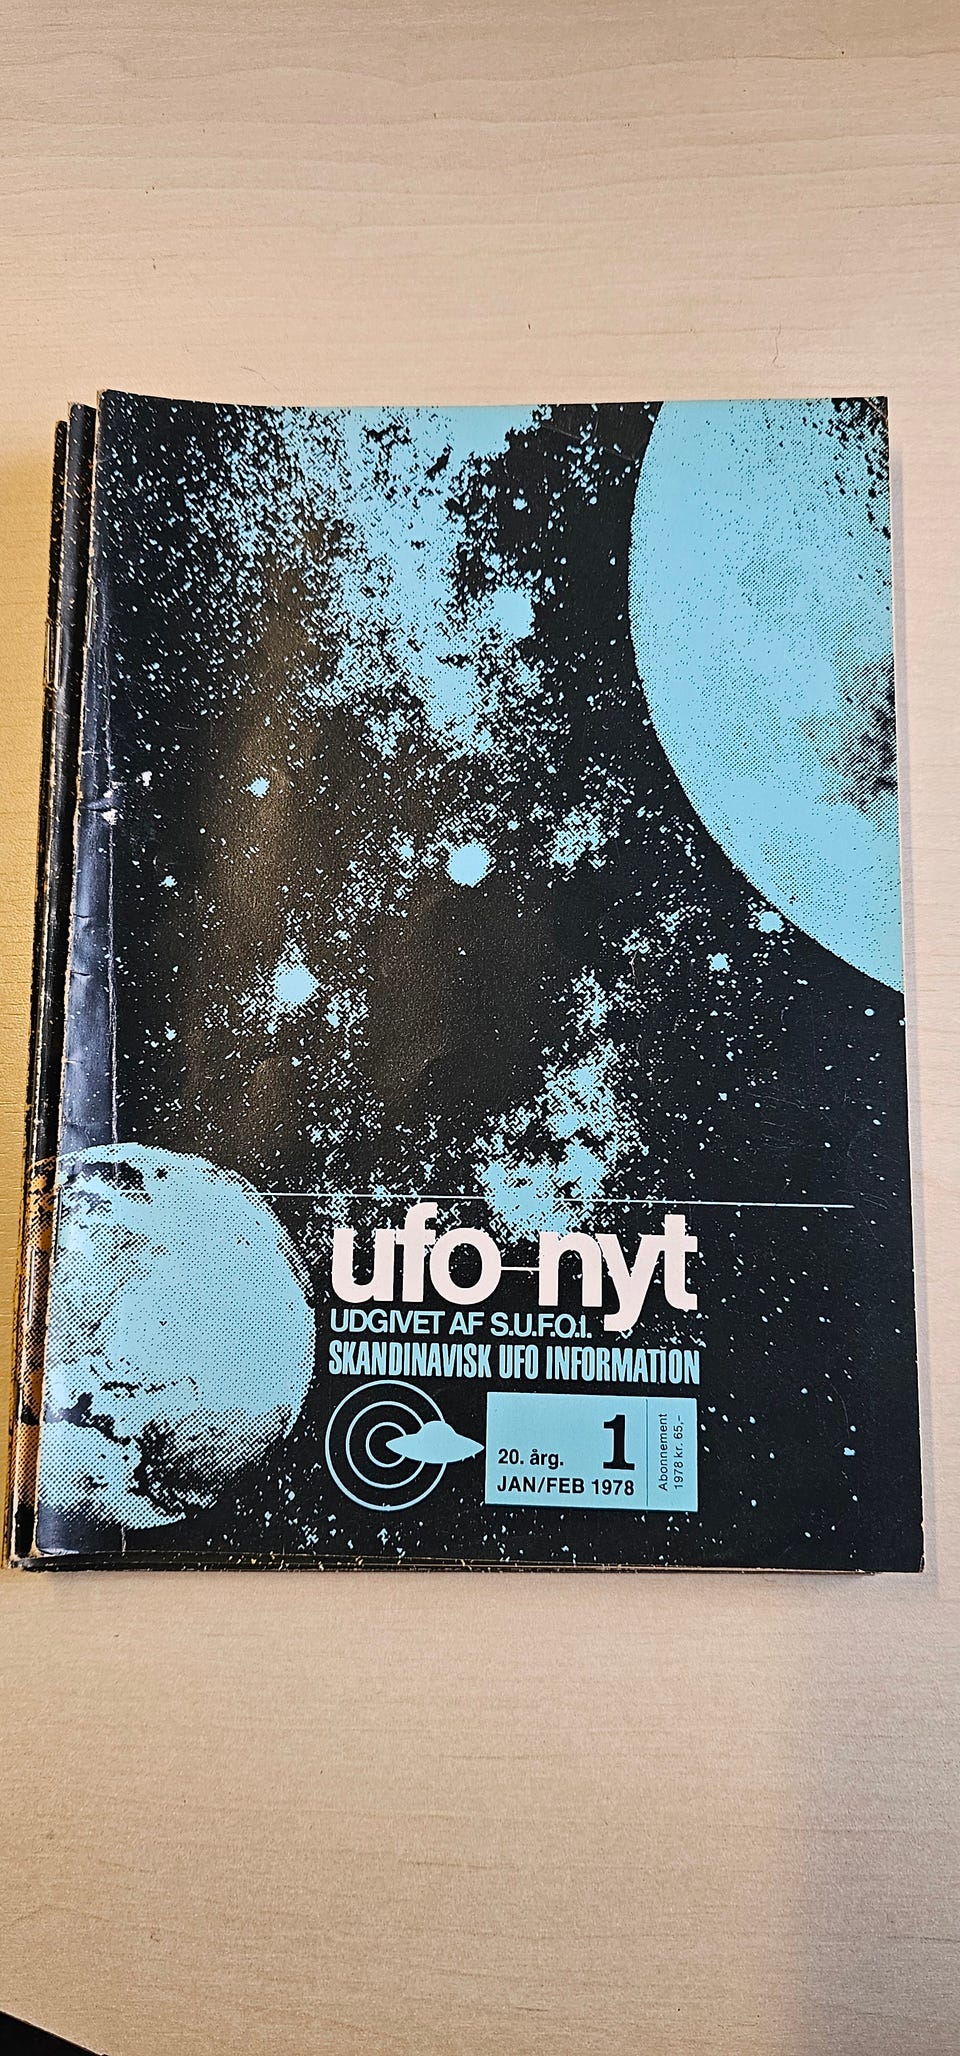 ufo-nyt
UDGIVET AF S.U.F.O.I.
SKANDINAVISK UFO INFORMATION
20. årg. 1
JAN/FEB 1978
Abonnement
1978 kr. 65,-